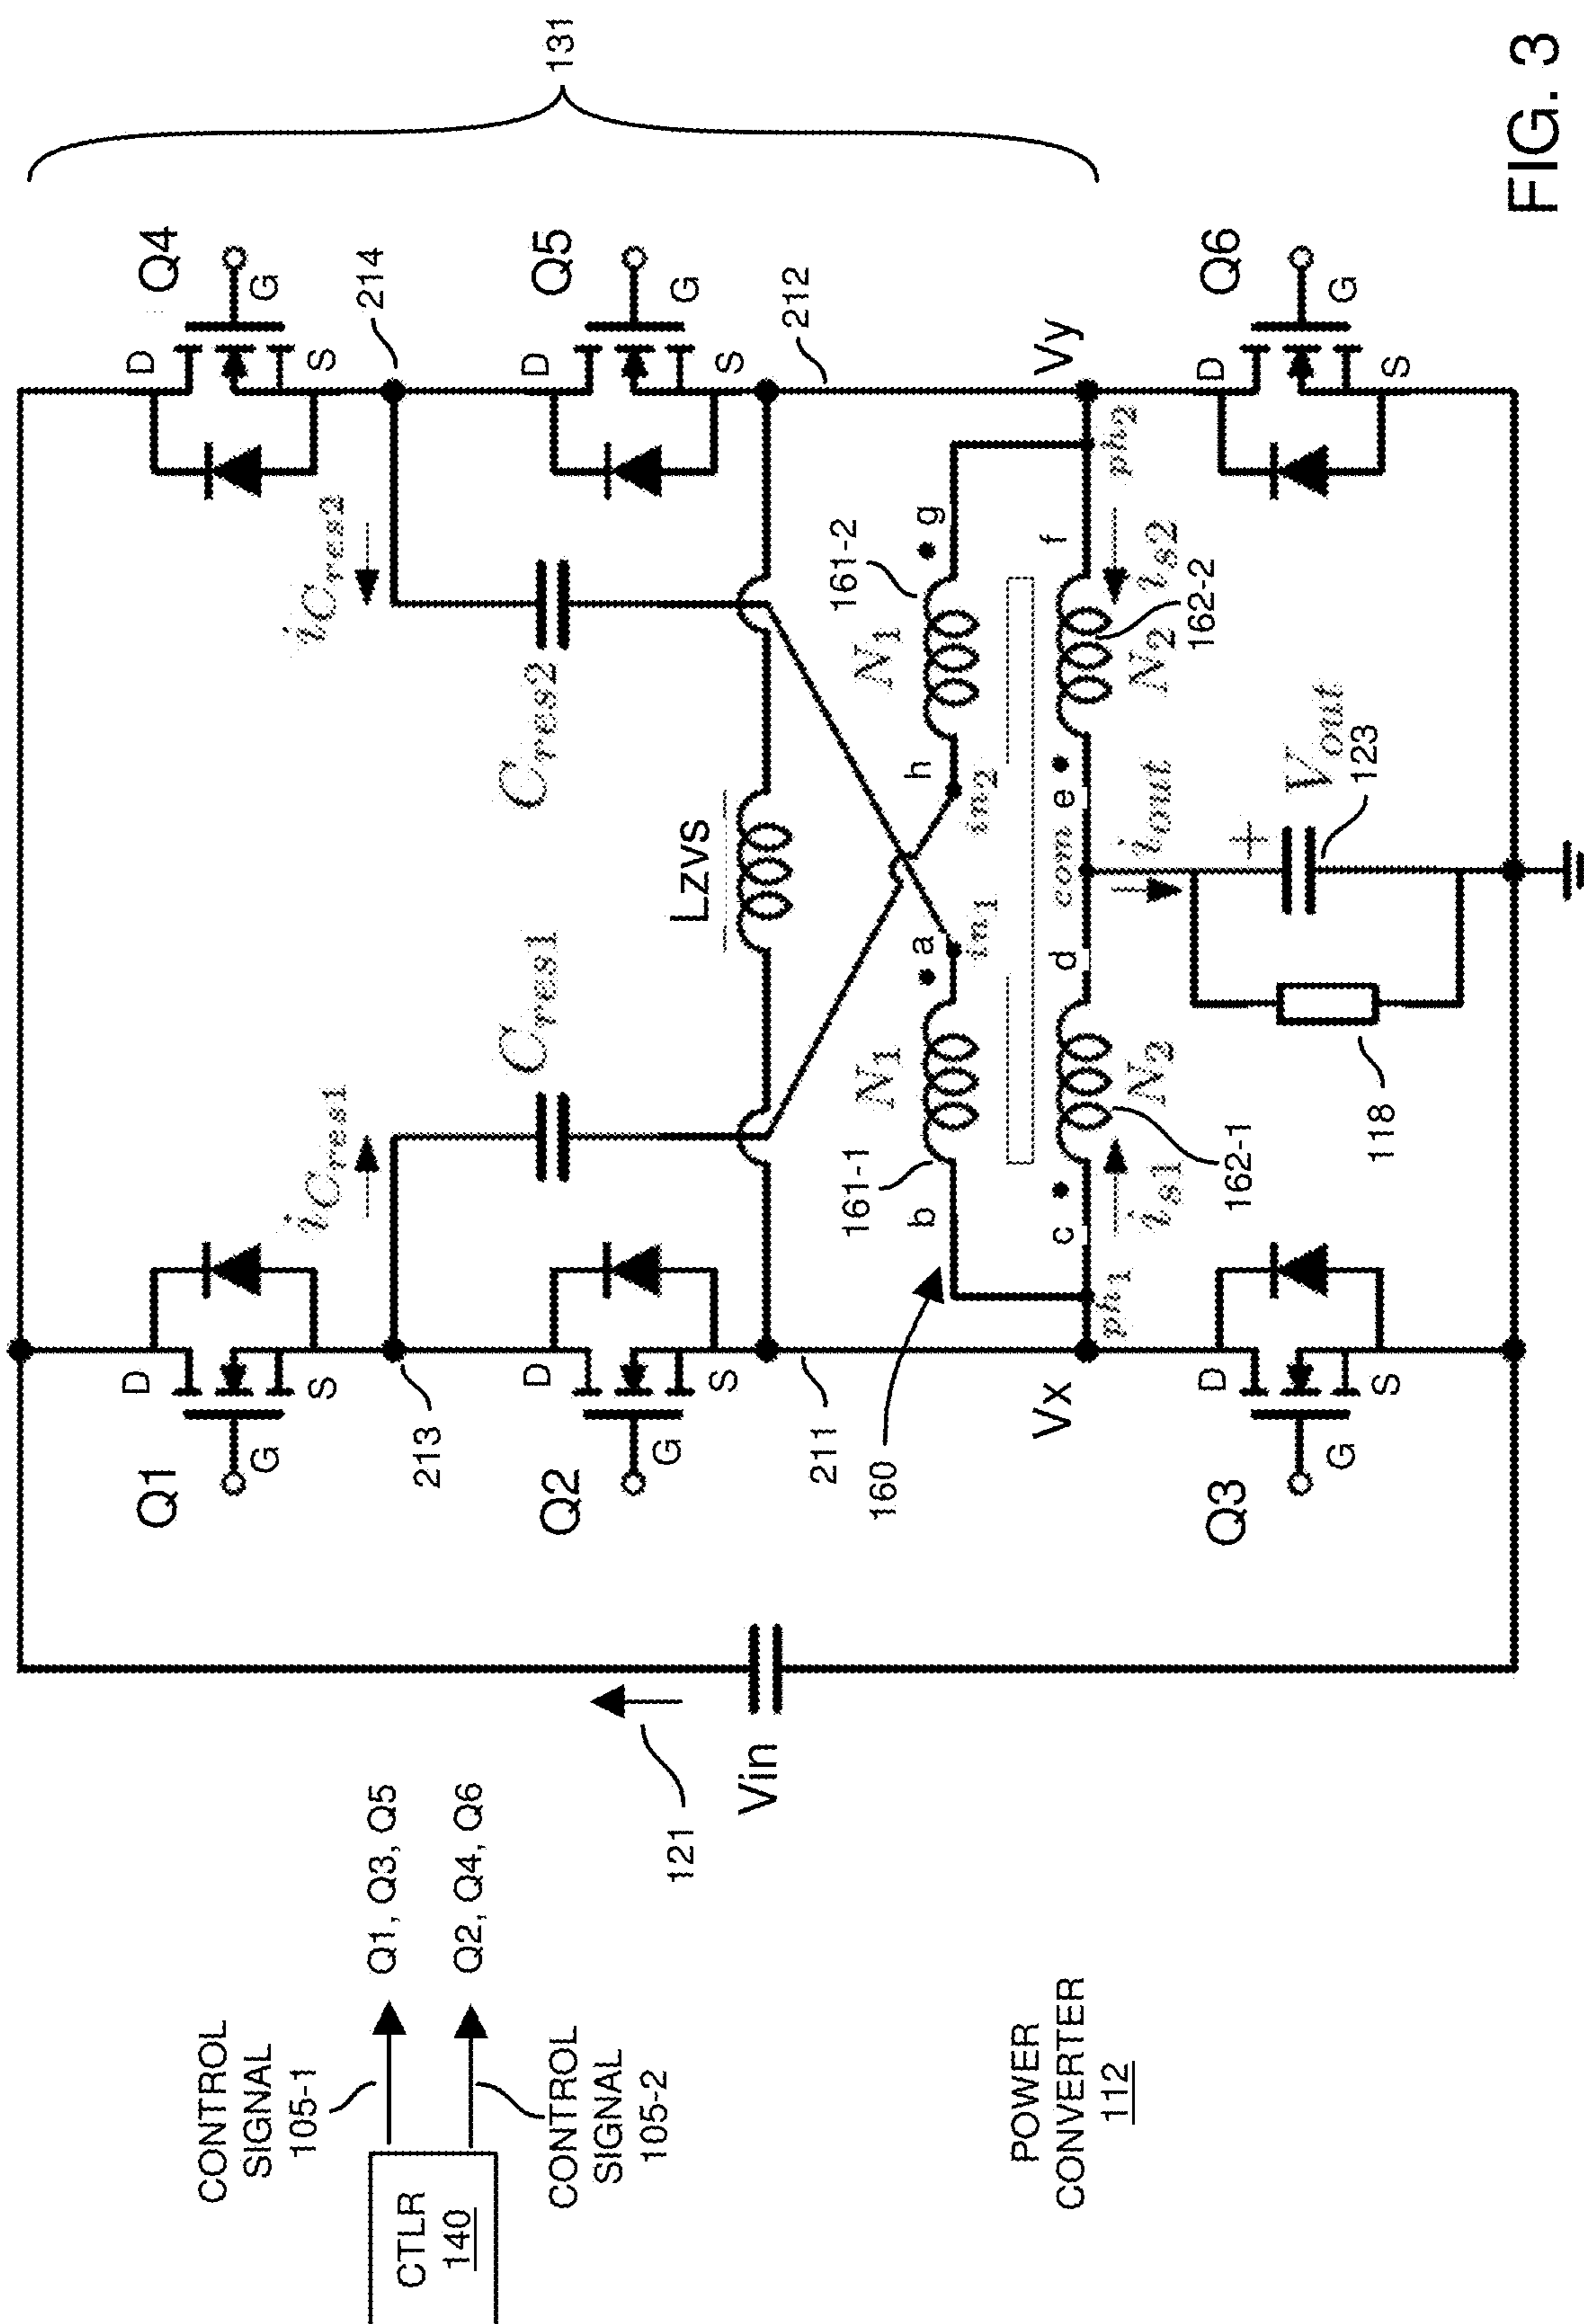 CONTROL
SIGNAL
105-1
CTLR
140
Q1, Q3, Q5
Q2, Q4, Q6
CONTROL
SIGNAL
105-2
POWER
CONVERTER
112
121
Vin
Q1
D
G
S
213
Q2
D
G
S
211
160
Vx
Q3
D
G
S
iCres1
Cres1
LZVS
Cres2
iCres2
161-1
N1
b
a
in1
h
in2
N1
161-2
g
ph1
c
is1
162-1
N2
d
com
e
iout
N2
162-2
is2
f
ph2
118
+
Vout
123
Q4
D
G
S
214
Q5
D
G
S
212
Vy
Q6
D
G
S
131
FIG. 3